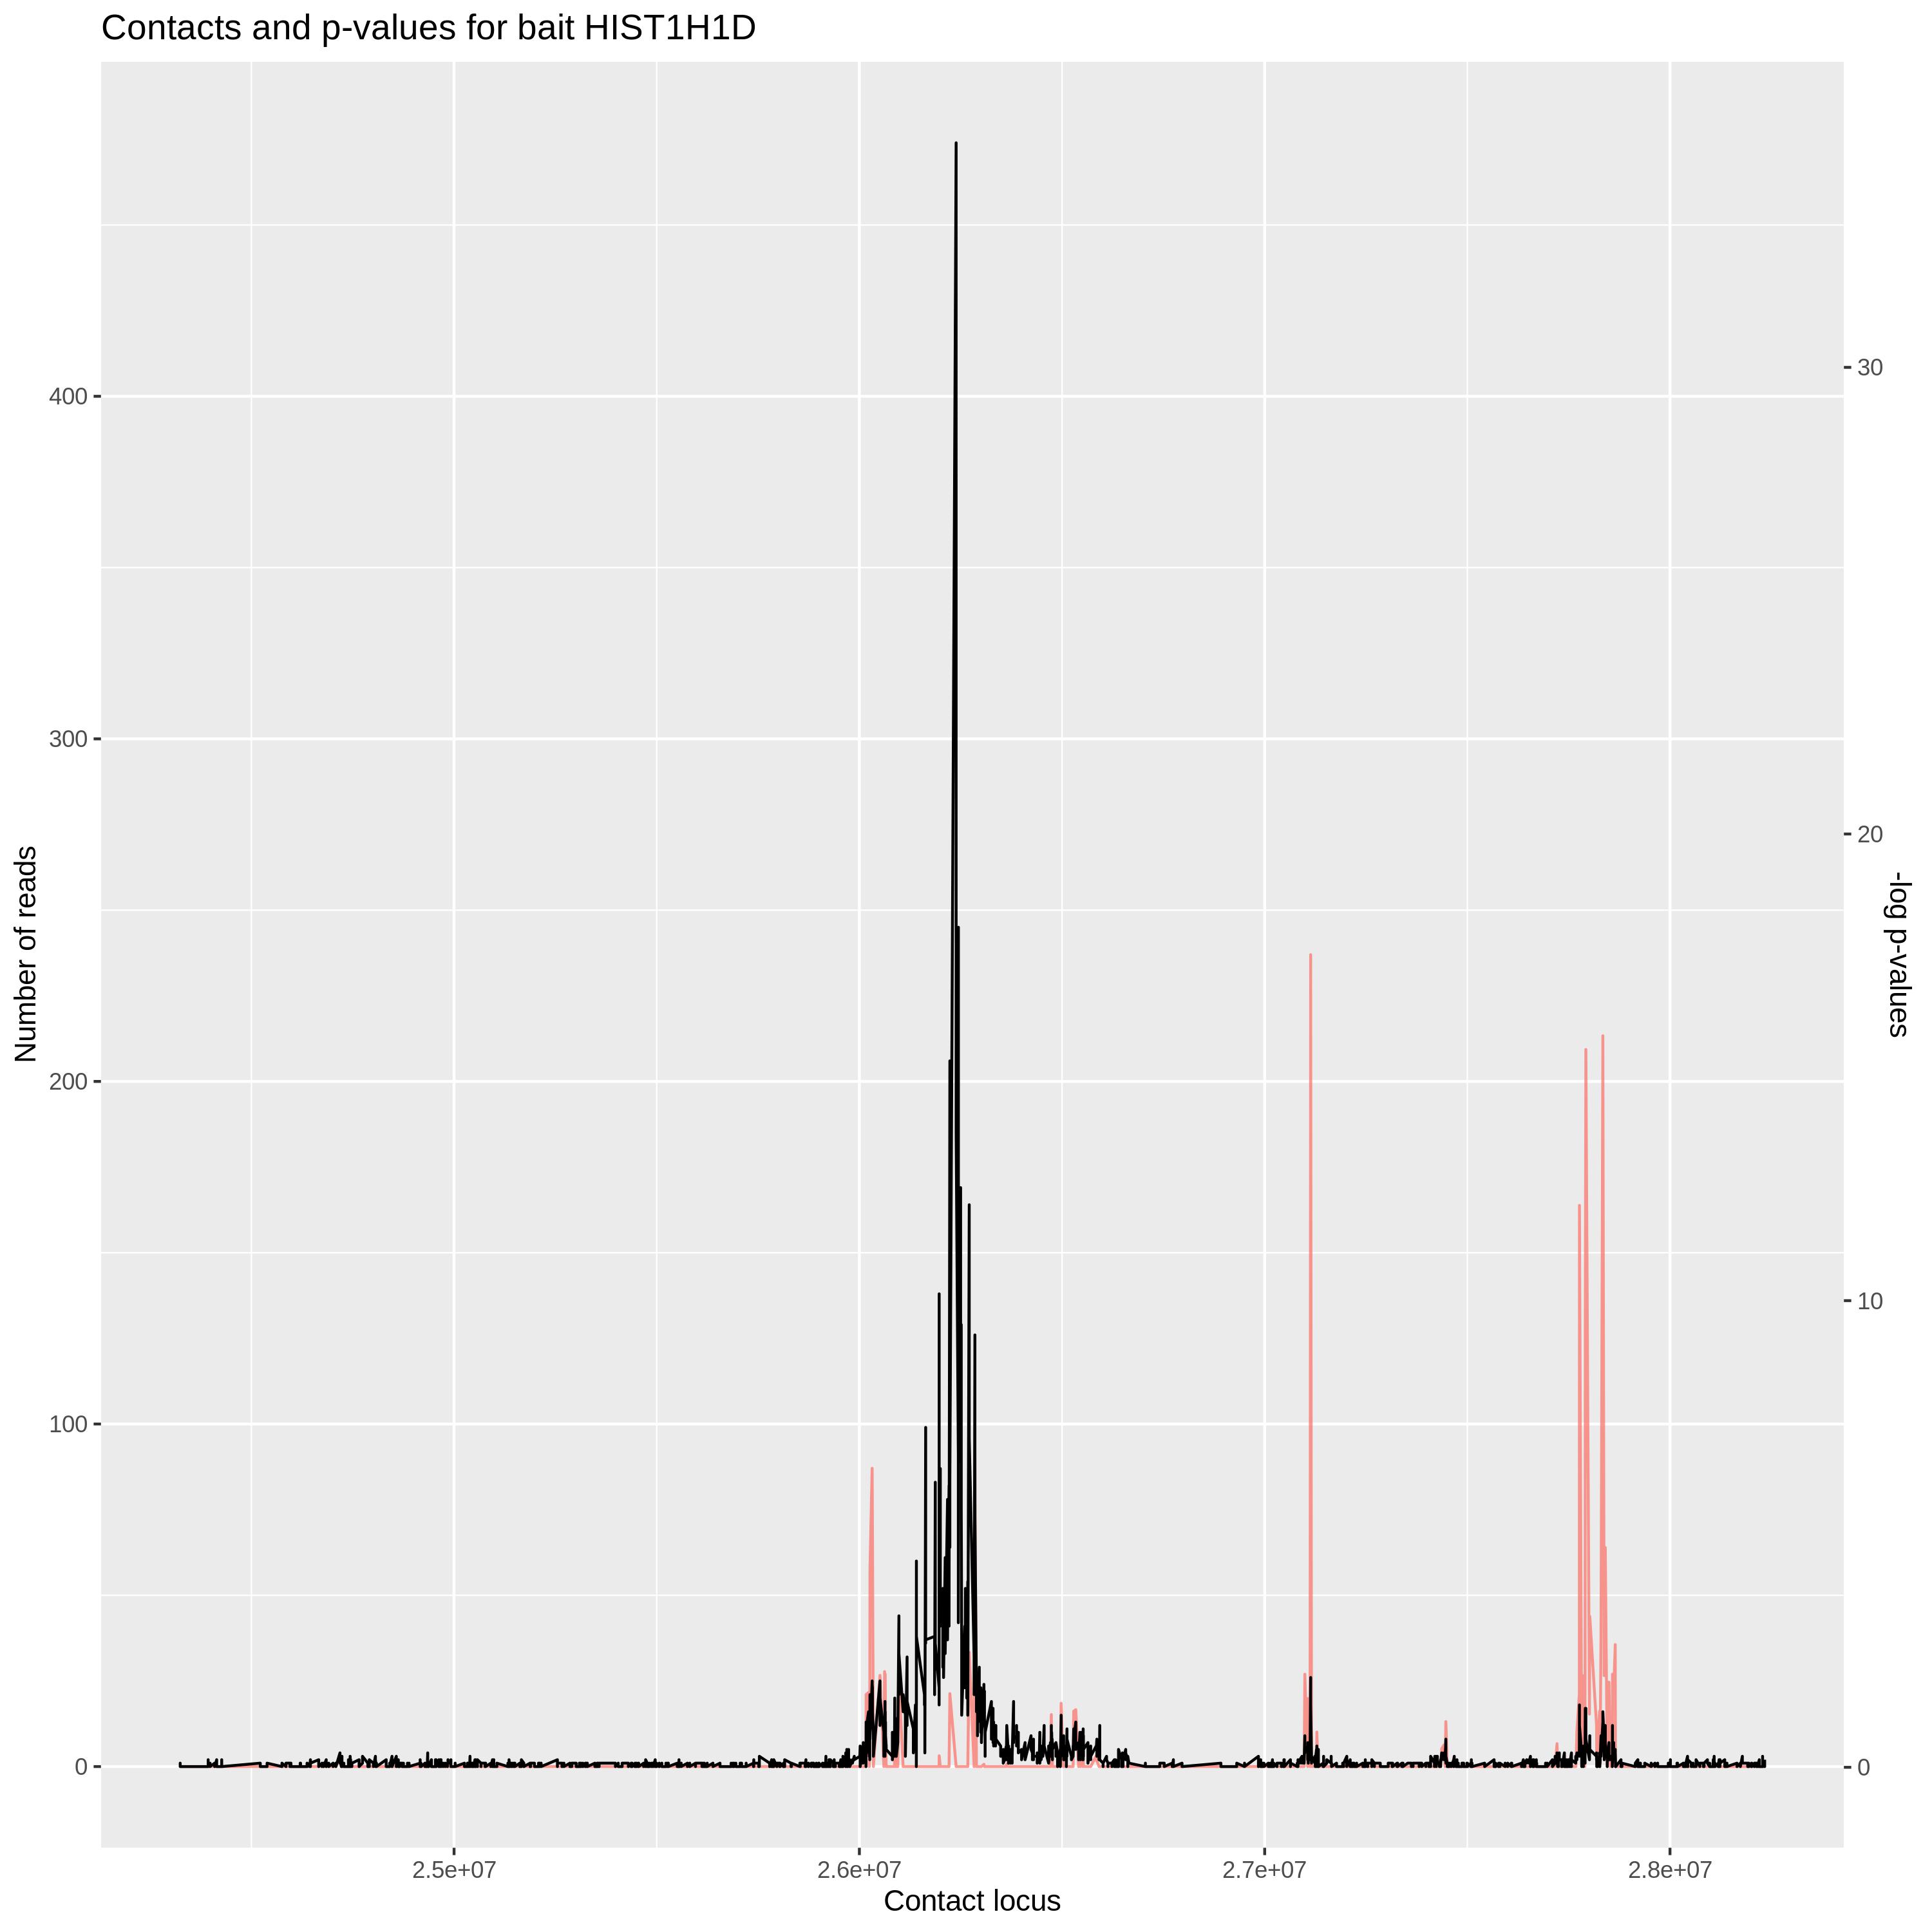 Contacts and p-values for bait HIST1H1D
Number of reads
400
300
200
100
0
30
20
10
0
-log p-values
2.5e+07
2.6e+07
2.7e+07
2.8e+07
Contact locus